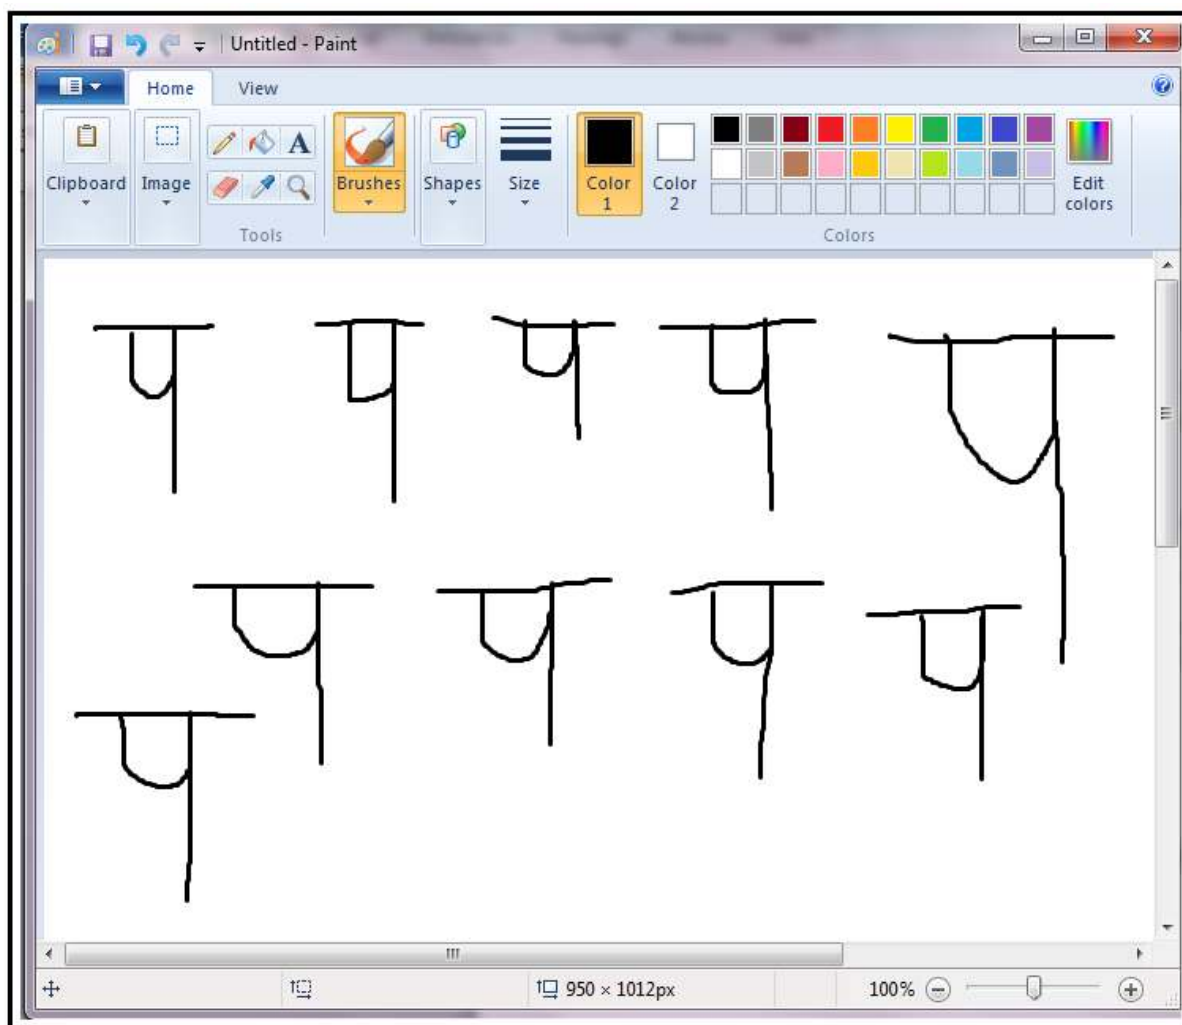 Untitled - Paint
Home View
Clipboard Image Brushes Shapes Size Color 1 Color 2 Edit colors
Tools Colors
प प प प प
प प प प
प
950 × 1012px 100%